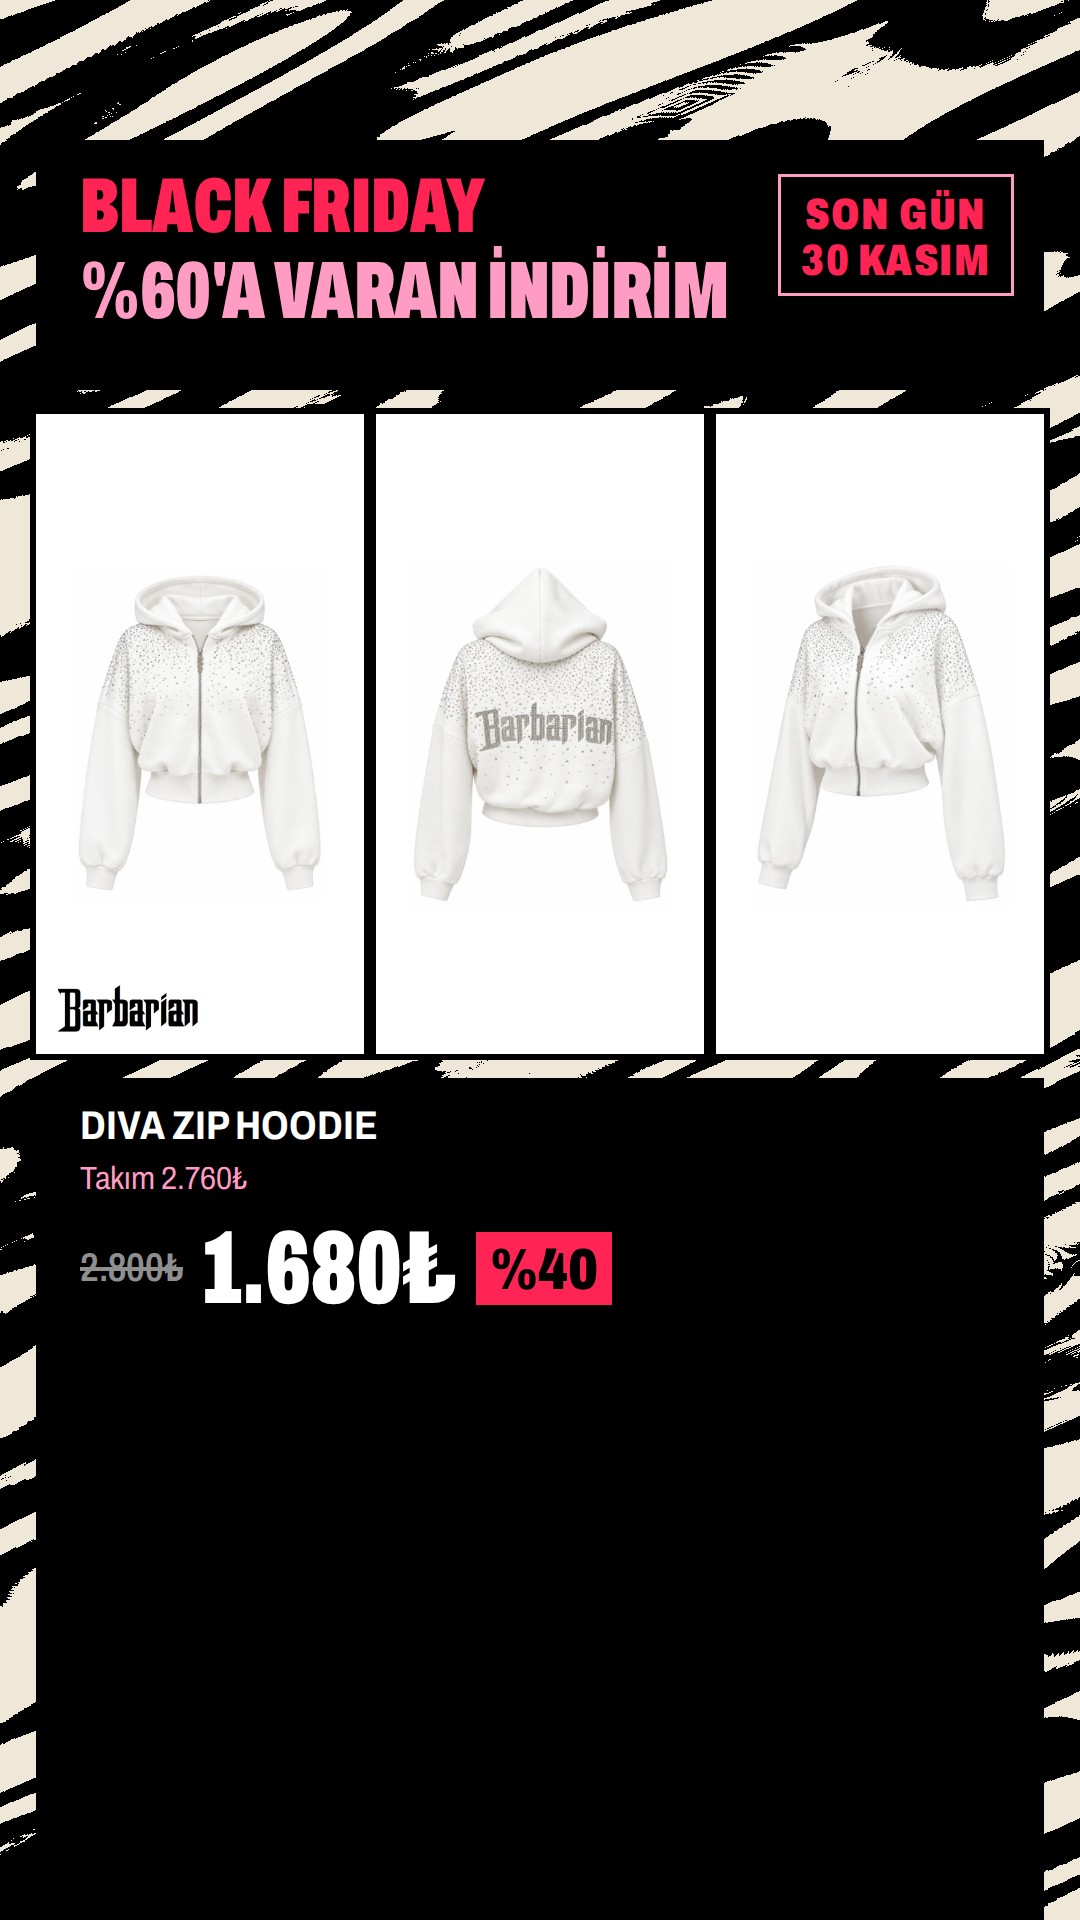 BLACK FRIDAY
%60'A VARAN İNDİRİM
SON GÜN
30 KASIM
Barbarian
Barbarian
DIVA ZIP HOODIE
Takım 2.760₺
2.800₺ 1.680₺ %40